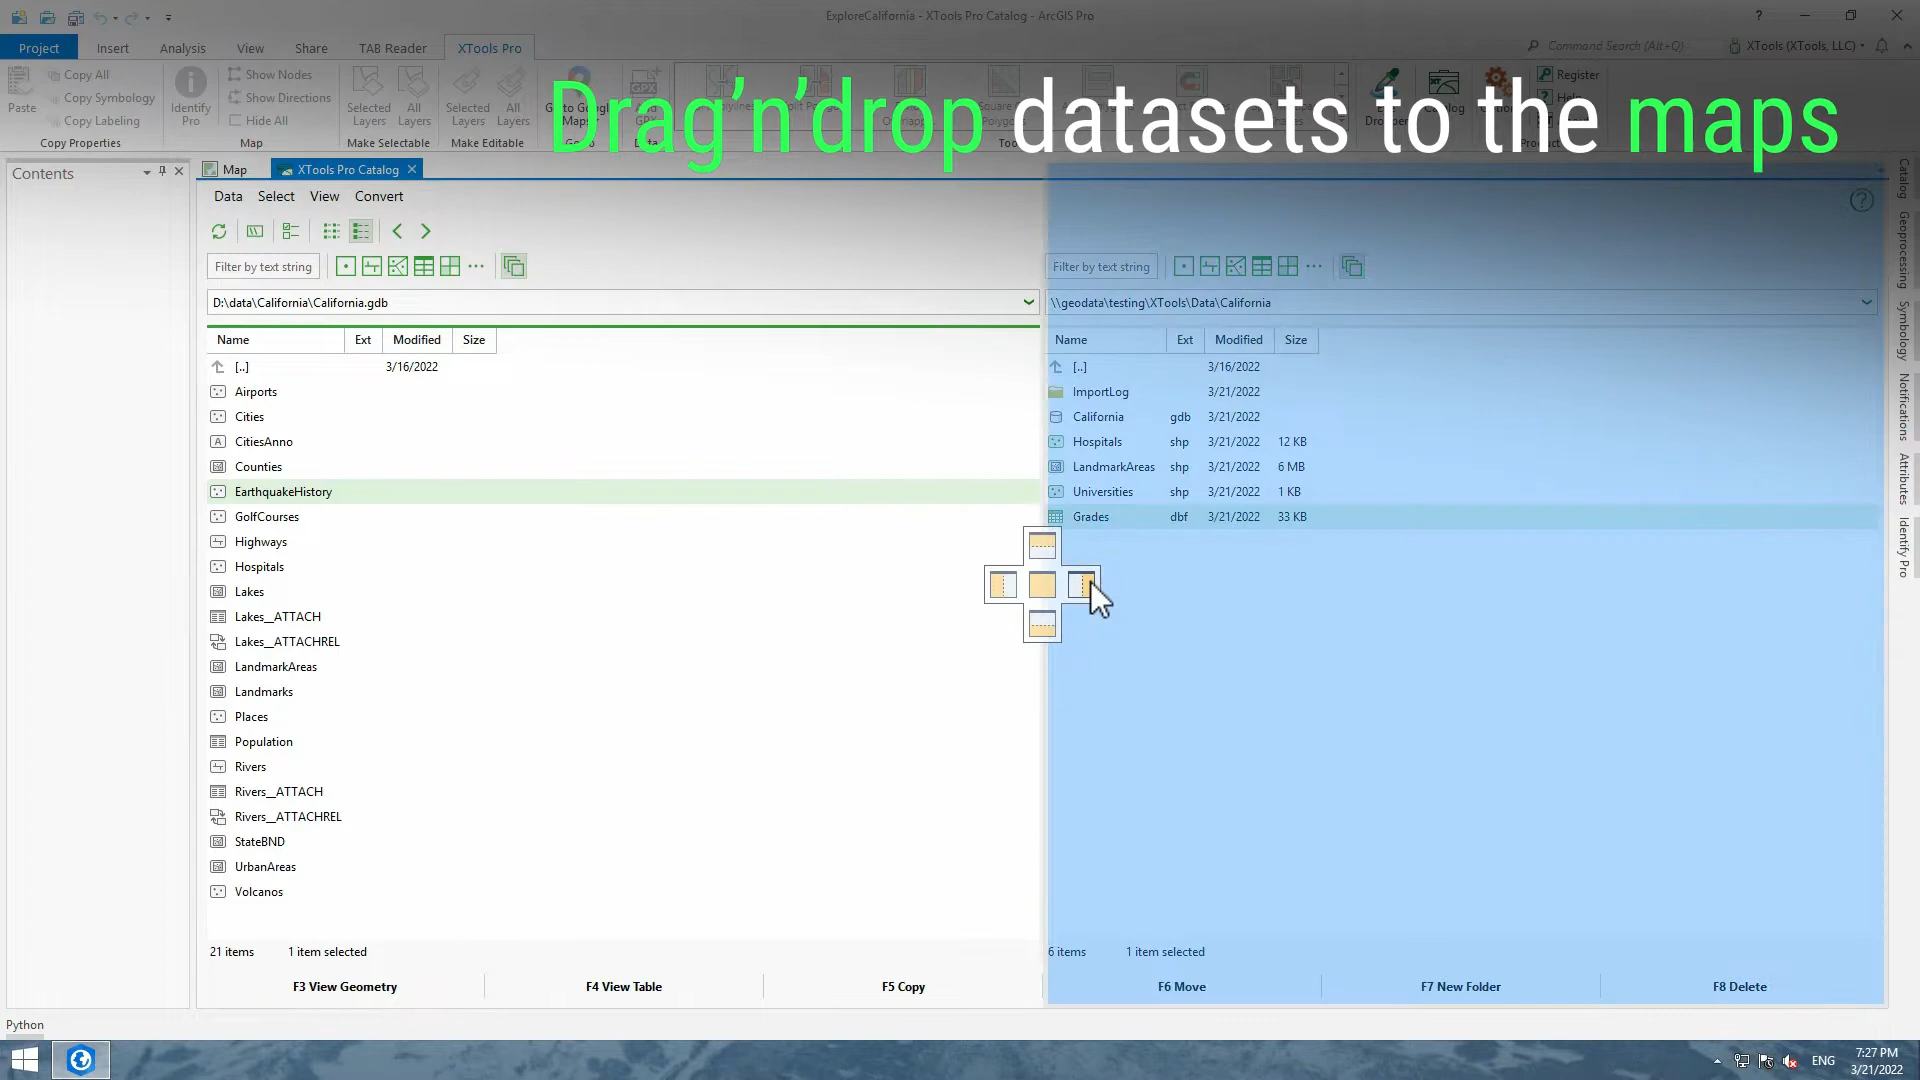 ExploreCalifornia - XTools Pro Catalog - ArcGIS Pro
?
Project Insert Analysis View Share TAB Reader XTools Pro
Command Search (Alt+Q)
XTools (XTools, LLC)
Paste
Copy All
Copy Symbology
Copy Labeling
Copy Properties
Identify Pro
Show Nodes
Show Directions
Hide All
Map
Selected Layers
All Layers
Make Selectable
Selected Layers
All Layers
Make Editable
Register
Drag'n'drop datasets to the maps
Contents
Map
XTools Pro Catalog
Data Select View Convert
Filter by text string
Filter by text string
D:\data\California\California.gdb
\\geodata\testing\XTools\Data\California
Name Ext Modified Size
[..] 3/16/2022
Airports
Cities
CitiesAnno
Counties
EarthquakeHistory
GolfCourses
Highways
Hospitals
Lakes
Lakes__ATTACH
Lakes__ATTACHREL
LandmarkAreas
Landmarks
Places
Population
Rivers
Rivers__ATTACH
Rivers__ATTACHREL
StateBND
UrbanAreas
Volcanos
21 items 1 item selected
Name Ext Modified Size
[..] 3/16/2022
ImportLog 3/21/2022
California gdb 3/21/2022
Hospitals shp 3/21/2022 12 KB
LandmarkAreas shp 3/21/2022 6 MB
Universities shp 3/21/2022 1 KB
Grades dbf 3/21/2022 33 KB
6 items 1 item selected
F3 View Geometry
F4 View Table
F5 Copy
F6 Move
F7 New Folder
F8 Delete
Catalog
Geoprocessing
Symbology
Notifications
Attributes
Identify Pro
Python
ENG
7:27 PM
3/21/2022